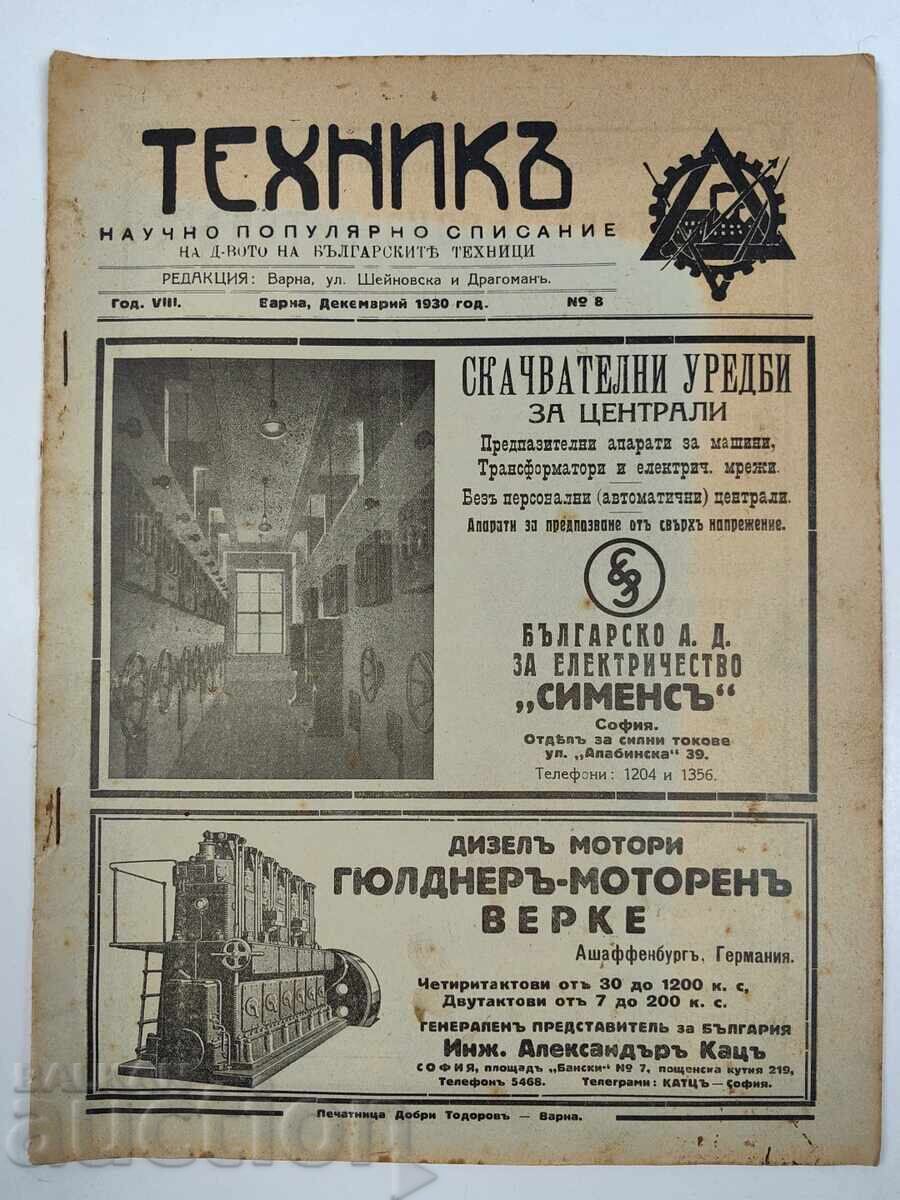 ТЕХНИКЪ
НАУЧНО ПОПУЛЯРНО СПИСАНИЕ
НА Д-ВОТО НА БЪЛГАРСКИТѢ ТЕХНИЦИ
РЕДАКЦИЯ: Варна, ул. Шейновска и Драгоманъ.
Год. VIII. Варна, Декемврий 1930 год. № 8
СКАЧВАТЕЛНИ УРЕДБИ
ЗА ЦЕНТРАЛИ
Предпазителни апарати за машини,
Трансформатори и електрич. мрежи.
Безъ персонални (автоматични) централи.
Апарати за предпазване отъ свърхъ напрежение.
БЪЛГАРСКО А. Д.
ЗА ЕЛЕКТРИЧЕСТВО
„СИМЕНСЪ“
София.
Отдѣлъ за силни токове
ул. „Алабинска“ 39.
Телефони: 1204 и 1356.
ДИЗЕЛЪ МОТОРИ
ГЮЛДНЕРЪ-МОТОРЕНЪ
ВЕРКЕ
Ашаффенбургъ, Германия.
Четиритактови отъ 30 до 1200 к. с,
Двутактови отъ 7 до 200 к. с.
ГЕНЕРАЛЕНЪ ПРЕДСТАВИТЕЛЬ за БЪЛГАРИЯ
Инж. Александъръ Кацъ
СОФИЯ, площадъ „Бански“ № 7, пощенска кутия 219,
Телефонъ 5468. Телеграми: КАТЦЪ — София.
Печатница Добри Тодоровъ — Варна.
auction